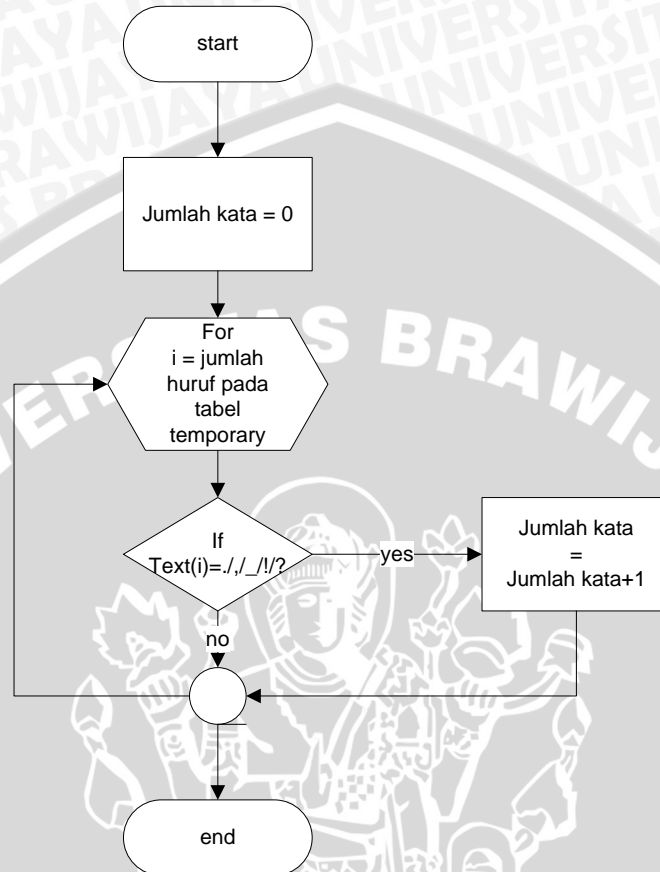 start
Jumlah kata = 0
For
i = jumlah
huruf pada
tabel
temporary
If
Text(i)=./,/_/!/?
yes
Jumlah kata
=
Jumlah kata+1
no
end